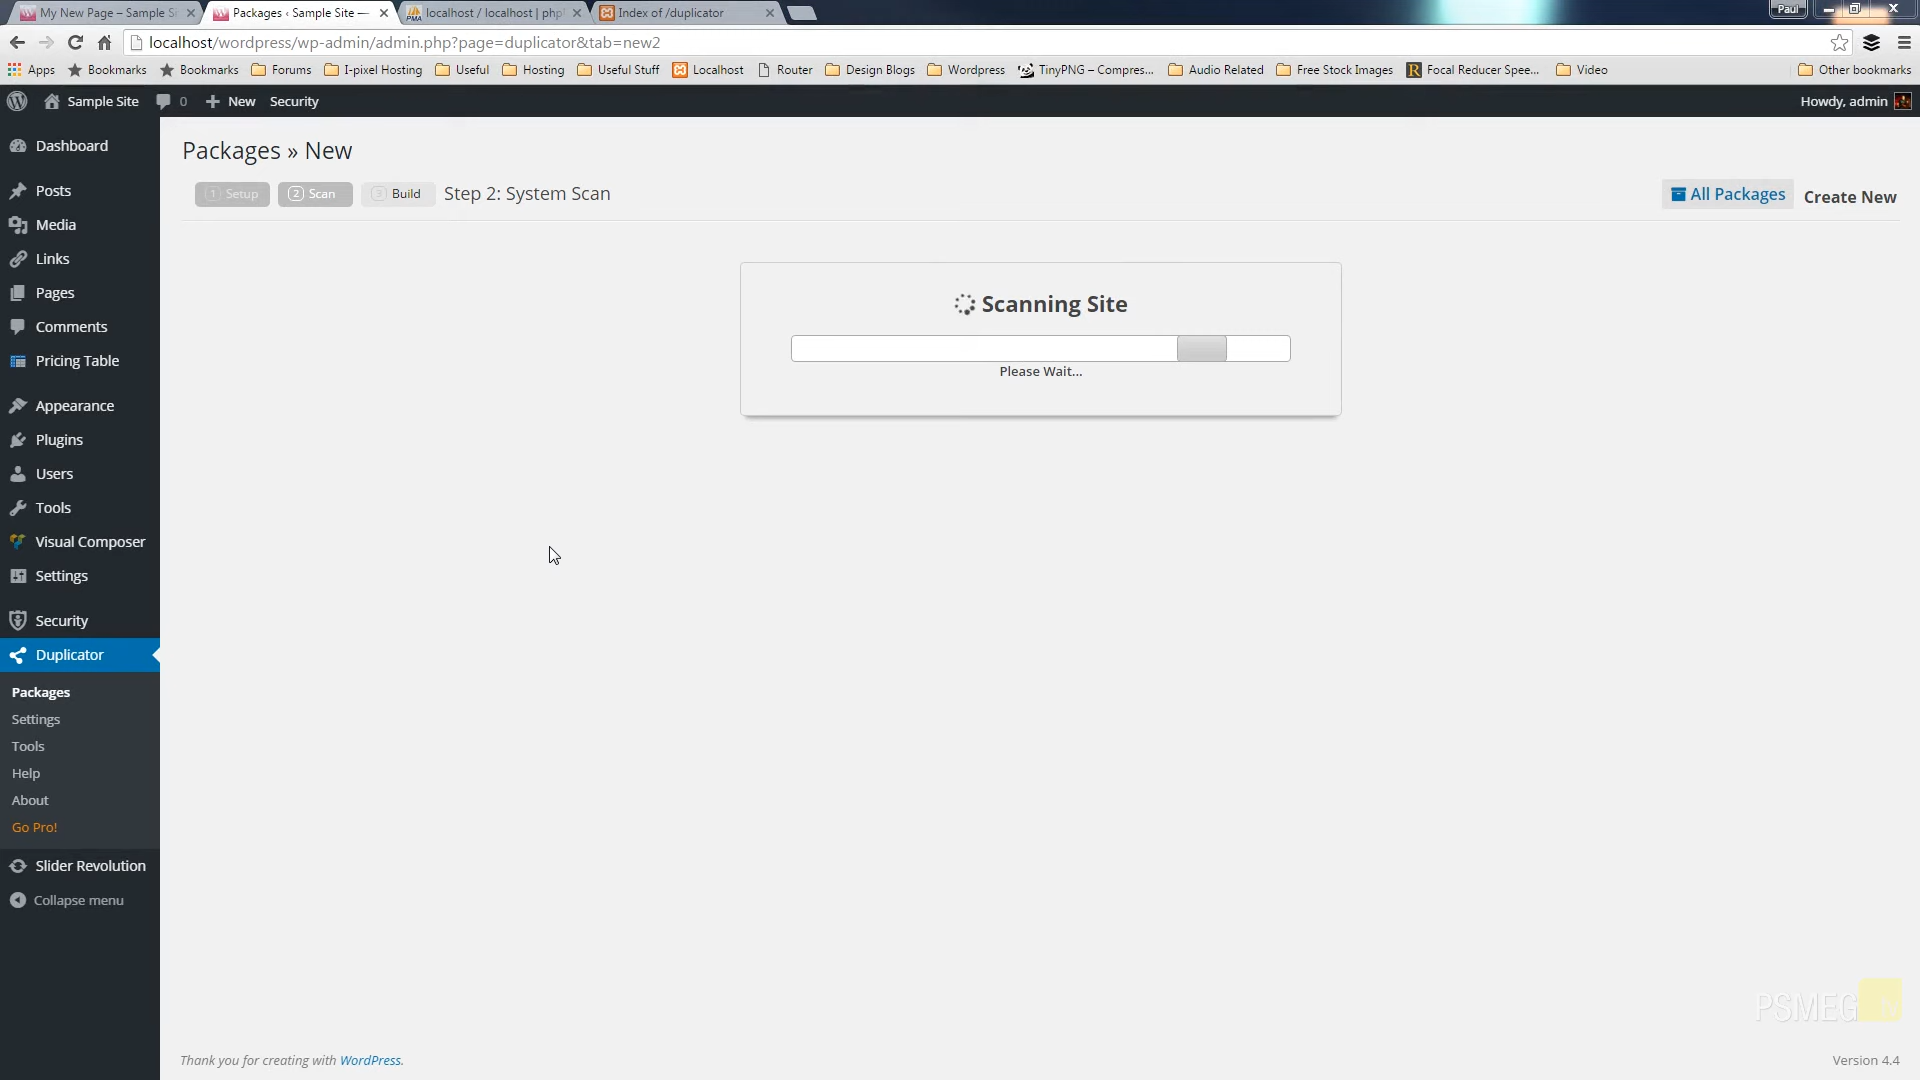 My New Page – Sample S
Packages ‹ Sample Site —
localhost / localhost | php
Index of /duplicator
Paul
localhost/wordpress/wp-admin/admin.php?page=duplicator&tab=new2
Apps
Bookmarks
Bookmarks
Forums
I-pixel Hosting
Useful
Hosting
Useful Stuff
Localhost
Router
Design Blogs
Wordpress
TinyPNG – Compres...
Audio Related
Free Stock Images
Focal Reducer Spee...
Video
Other bookmarks
Sample Site
0
New
Security
Howdy, admin
Dashboard
Posts
Media
Links
Pages
Comments
Pricing Table
Appearance
Plugins
Users
Tools
Visual Composer
Settings
Security
Duplicator
Packages
Settings
Tools
Help
About
Go Pro!
Slider Revolution
Collapse menu
Packages » New
1 Setup
2 Scan
3 Build
Step 2: System Scan
All Packages
Create New
Scanning Site
Please Wait...
PSMEG
Thank you for creating with WordPress.
Version 4.4